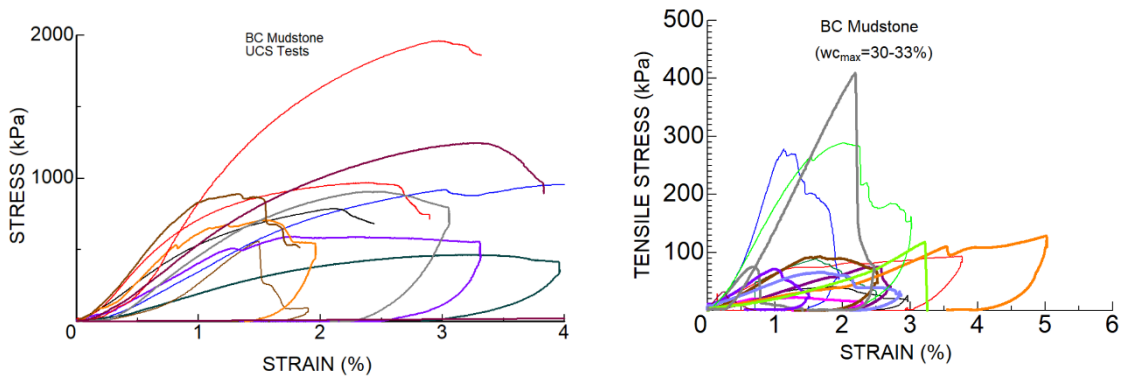 BC Mudstone
UCS Tests
STRESS (kPa)
2000
1000
0
0 1 2 3 4
STRAIN (%)
BC Mudstone
(wcmax=30-33%)
TENSILE STRESS (kPa)
500
400
300
200
100
0
0 1 2 3 4 5 6
STRAIN (%)